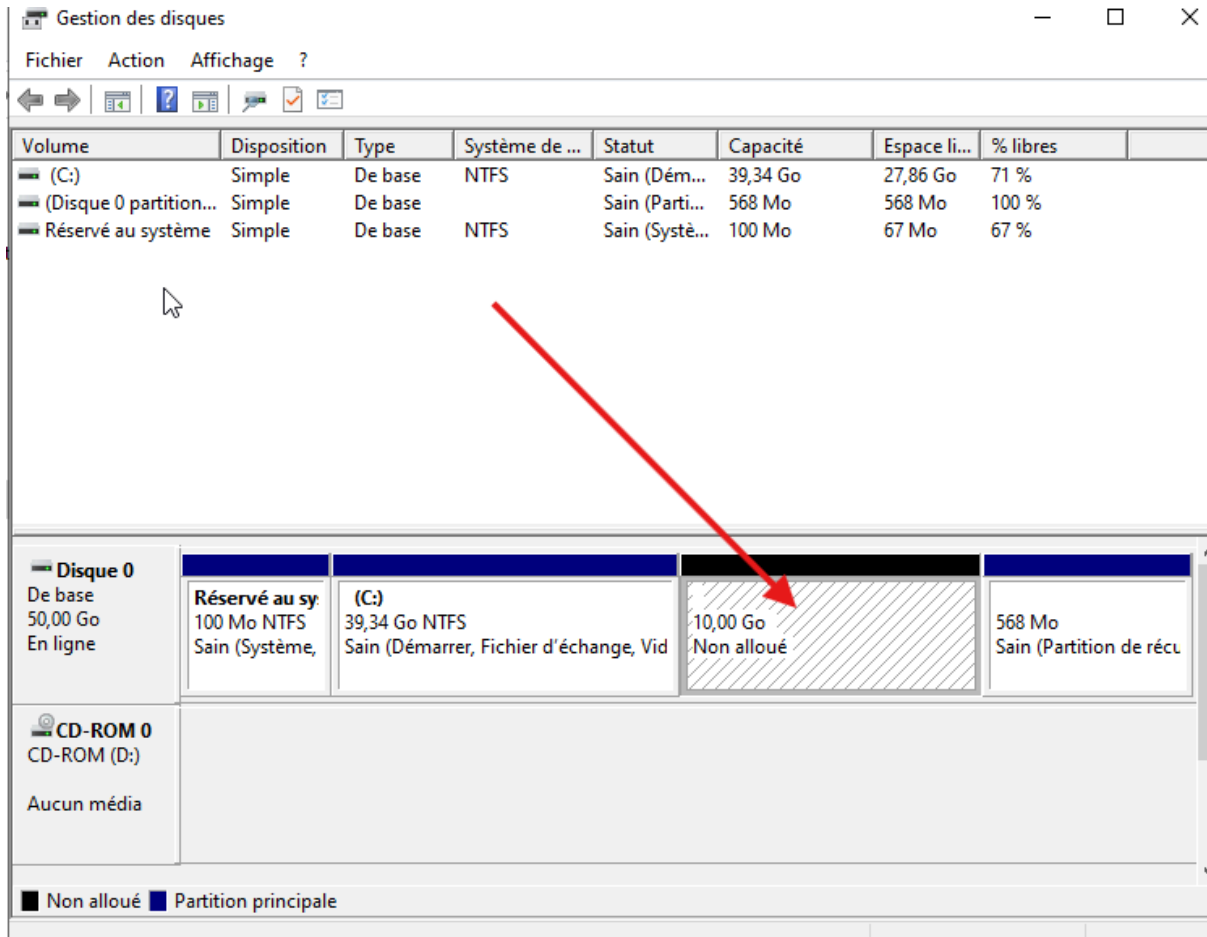 Gestion des disques
Fichier Action Affichage ?
Volume Disposition Type Système de ... Statut Capacité Espace li... % libres
(C:) Simple De base NTFS Sain (Dém... 39,34 Go 27,86 Go 71 %
(Disque 0 partition... Simple De base Sain (Parti... 568 Mo 568 Mo 100 %
Réservé au système Simple De base NTFS Sain (Systè... 100 Mo 67 Mo 67 %
Disque 0
De base
50,00 Go
En ligne
Réservé au sy
100 Mo NTFS
Sain (Système,
(C:)
39,34 Go NTFS
Sain (Démarrer, Fichier d’échange, Vid
10,00 Go
Non alloué
568 Mo
Sain (Partition de récu
CD-ROM 0
CD-ROM (D:)
Aucun média
Non alloué Partition principale